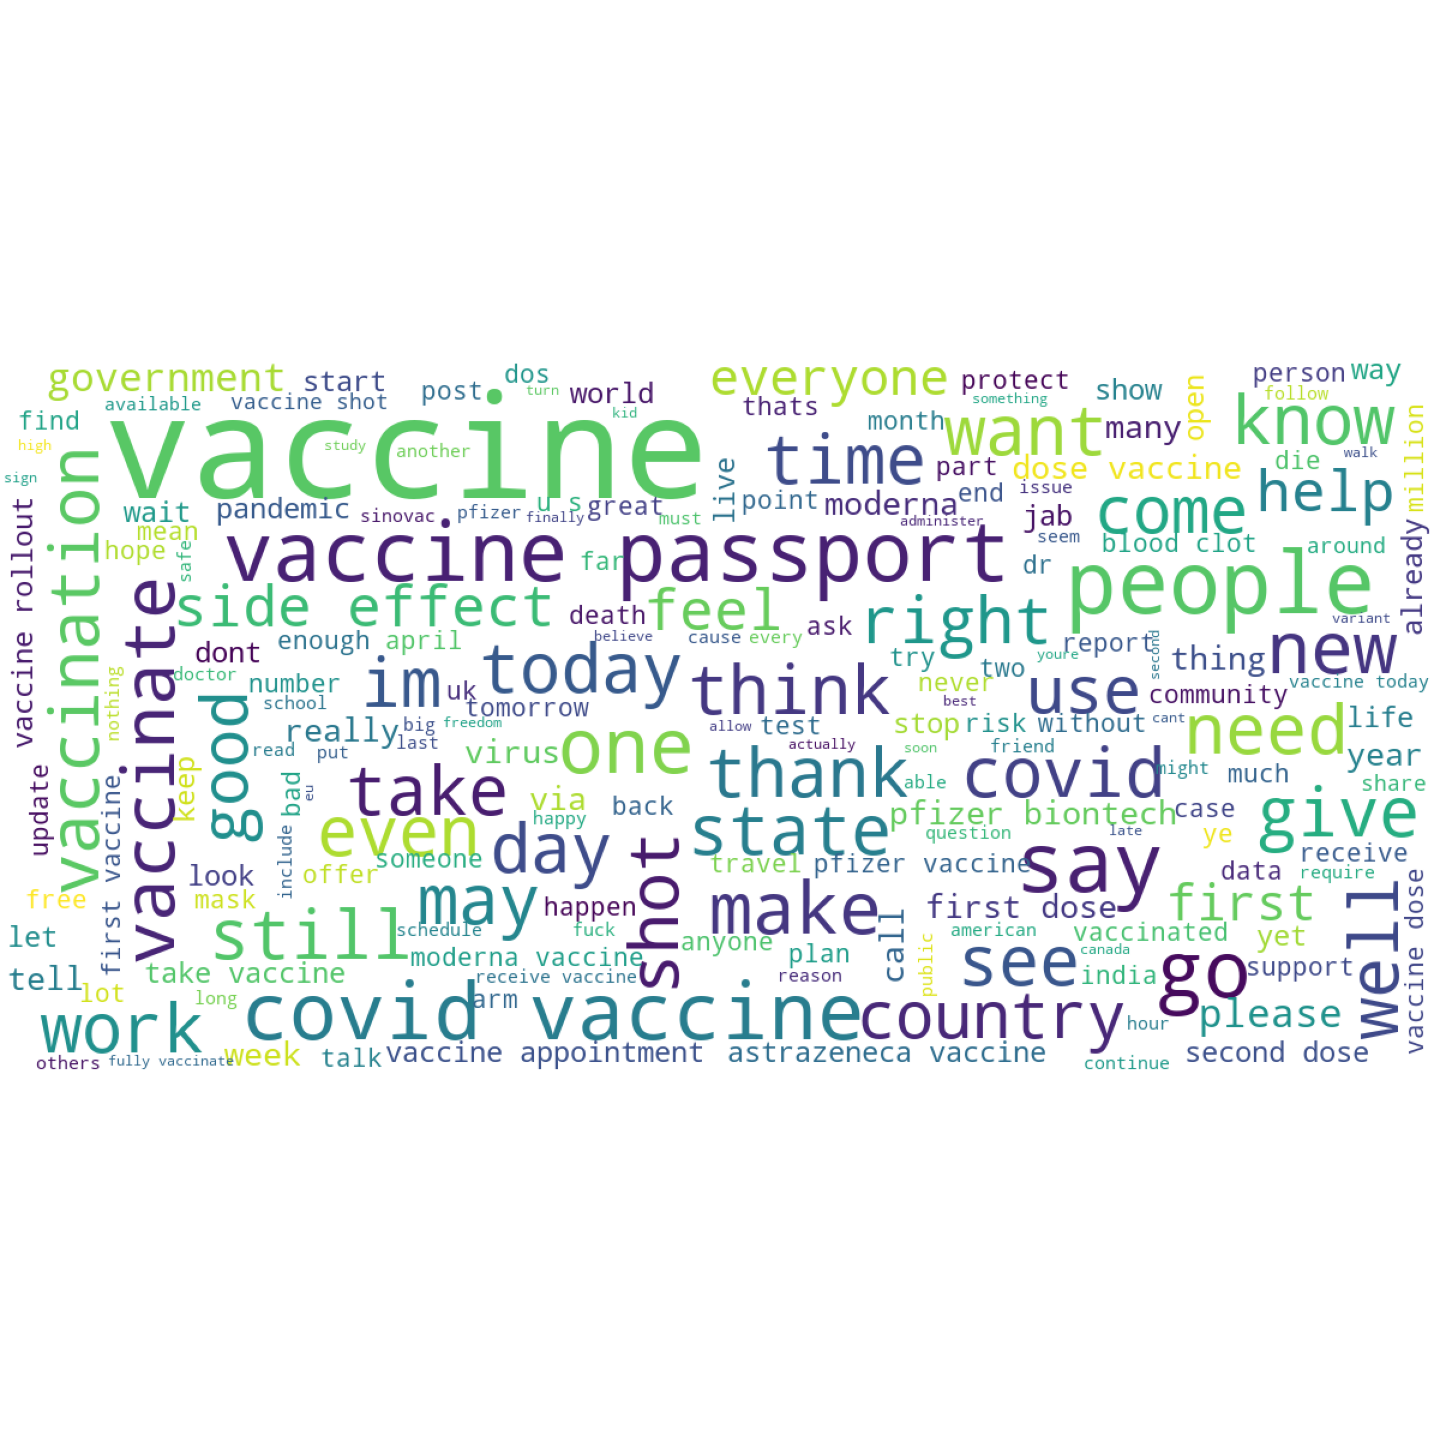 government
start
post
dos
turn
world
everyone
protect
something
show
person
way
find
available
vaccine shot
kid
thats
month
want
many
open
follow
know
high
vaccine
study
another
time
part
dose vaccine
die
walk
million
sign
vaccination
wait
pandemic
sinovac
pfizer
finally
u s
great
must
live
point
moderna
administer
end
issue
jab
seem
come
help
mean
hope
safe
vaccine passport
far
dr
blood clot
around
already
vaccine rollout
vaccinate
side effect
death
feel
ask
right
people
variant
enough
april
believe
cause
every
report
new
dont
doctor
nothing
number
school
im
uk
today
tomorrow
think
try
never
best
two
youre
use
second
thing
community
vaccine today
good
really
read
put
big
last
freedom
virus
one
allow
test
actually
stop
soon
risk
without
friend
cant
need
life
year
update
keep
bad
eu
take
via
happy
back
thank
able
covid
might
much
share
first vaccine
include
even
someone
day
state
pfizer biontech
question
late
case
ye
give
look
offer
travel
pfizer vaccine
say
data
receive
require
free
mask
may
happen
shot
make
first dose
first
well
vaccine dose
let
still
schedule
fuck
anyone
call
american
vaccinated
yet
tell
take vaccine
moderna vaccine
receive vaccine
plan
reason
public
see
canada
india
go
support
lot
long
arm
work
covid vaccine
country
hour
please
others
fully vaccinate
week
talk
vaccine appointment
astrazeneca vaccine
continue
second dose